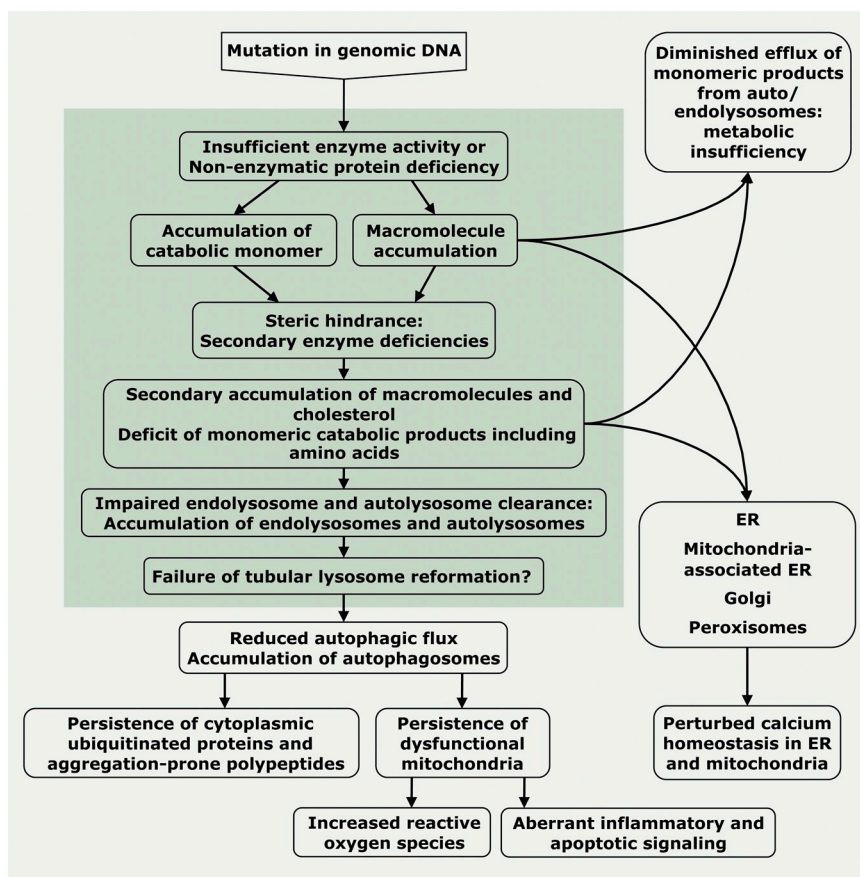 Mutation in genomic DNA
Diminished efflux of
monomeric products
from auto/
endolysosomes:
metabolic
insufficiency
Insufficient enzyme activity or
Non-enzymatic protein deficiency
Accumulation of
catabolic monomer
Macromolecule
accumulation
Steric hindrance:
Secondary enzyme deficiencies
Secondary accumulation of macromolecules and
cholesterol
Deficit of monomeric catabolic products including
amino acids
Impaired endolysosome and autolysosome clearance:
Accumulation of endolysosomes and autolysosomes
Failure of tubular lysosome reformation?
ER
Mitochondria-
associated ER
Golgi
Peroxisomes
Reduced autophagic flux
Accumulation of autophagosomes
Persistence of cytoplasmic
ubiquitinated proteins and
aggregation-prone polypeptides
Persistence of
dysfunctional
mitochondria
Perturbed calcium
homeostasis in ER
and mitochondria
Increased reactive
oxygen species
Aberrant inflammatory and
apoptotic signaling